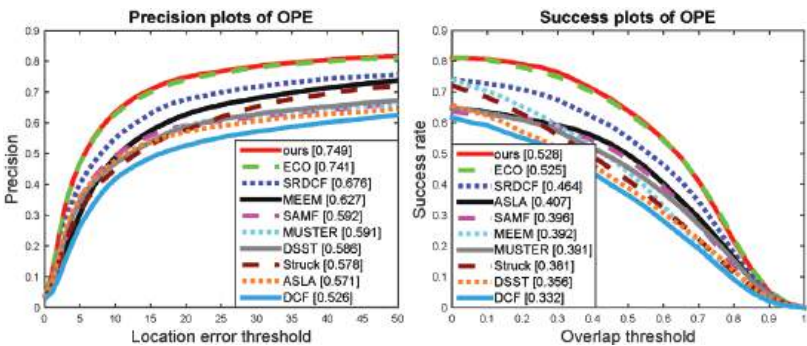 Precision plots of OPE
0.9
0.8
0.7
0.6
0.5
0.4
0.3
0.2
0.1
0
Precision
ours [0.749]
ECO [0.741]
SRDCF [0.676]
MEEM [0.627]
SAMF [0.592]
MUSTER [0.591]
DSST [0.586]
Struck [0.578]
ASLA [0.571]
DCF [0.526]
0 5 10 15 20 25 30 35 40 45 50
Location error threshold
Success plots of OPE
0.9
0.8
0.7
0.6
0.5
0.4
0.3
0.2
0.1
0
Success rate
ours [0.528]
ECO [0.525]
SRDCF [0.464]
ASLA [0.407]
SAMF [0.396]
MEEM [0.392]
MUSTER [0.391]
Struck [0.381]
DSST [0.356]
DCF [0.332]
0 0.1 0.2 0.3 0.4 0.5 0.6 0.7 0.8 0.9 1
Overlap threshold